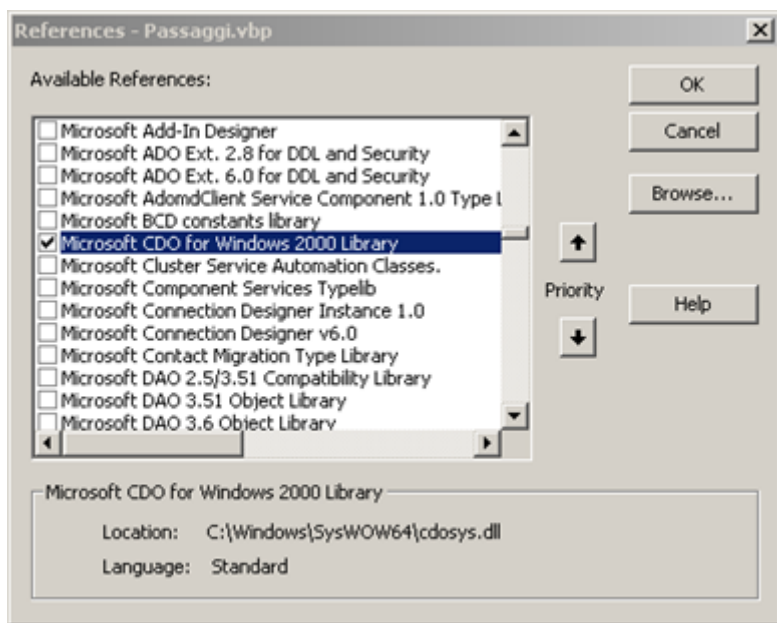 References - Passaggi.vbp
Available References:
Microsoft Add-In Designer
Microsoft ADO Ext. 2.8 for DDL and Security
Microsoft ADO Ext. 6.0 for DDL and Security
Microsoft AdomdClient Service Component 1.0 Type L
Microsoft BCD constants library
Microsoft CDO for Windows 2000 Library
Microsoft Cluster Service Automation Classes.
Microsoft Component Services Typelib
Microsoft Connection Designer Instance 1.0
Microsoft Connection Designer v6.0
Microsoft Contact Migration Type Library
Microsoft DAO 2.5/3.51 Compatibility Library
Microsoft DAO 3.51 Object Library
Microsoft DAO 3.6 Object Library
Priority
OK
Cancel
Browse...
Help
Microsoft CDO for Windows 2000 Library
Location: C:\Windows\SysWOW64\cdosys.dll
Language: Standard